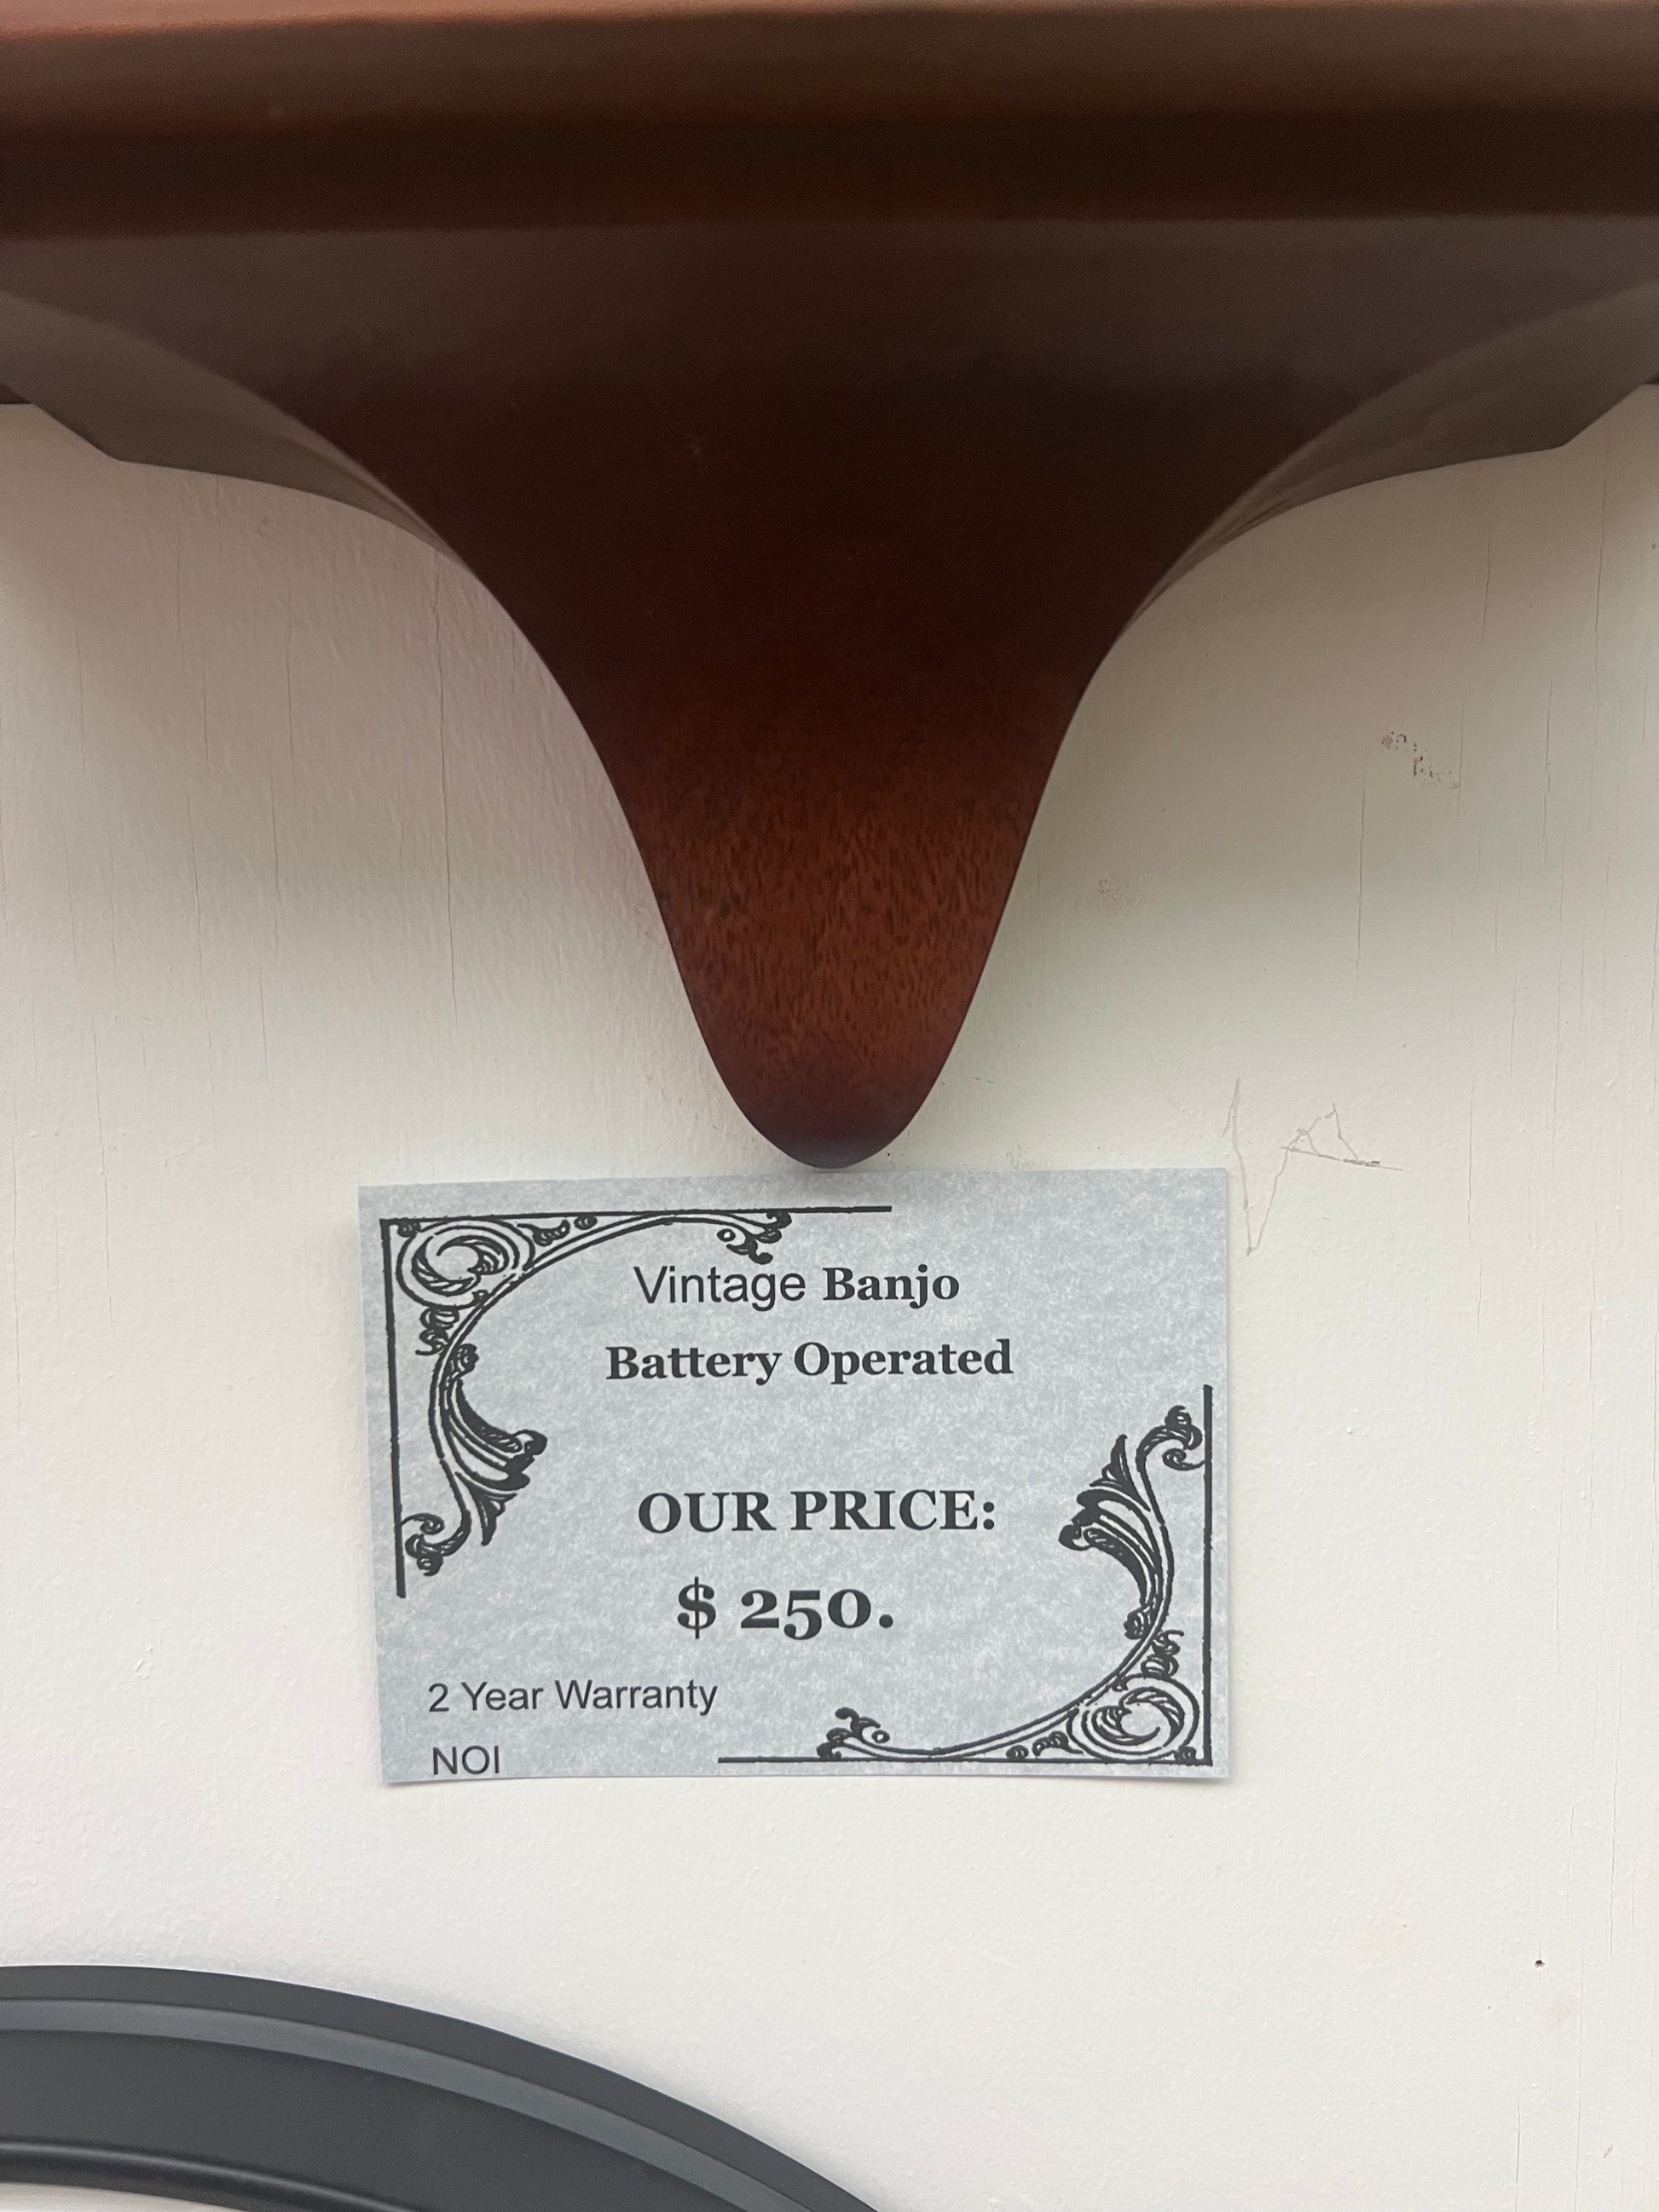 Vintage Banjo
Battery Operated
OUR PRICE:
$ 250.
2 Year Warranty
NOI